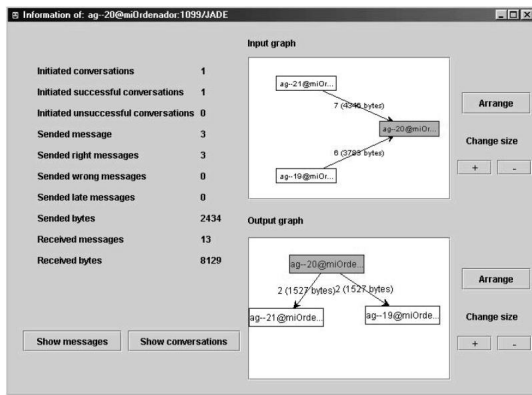 Information of: ag--20@miOrdenador:1099/JADE
Initiated conversations 1
Initiated successful conversations 1
Initiated unsuccessful conversations 0
Sended message 3
Sended right messages 3
Sended wrong messages 0
Sended late messages 0
Sended bytes 2434
Received messages 13
Received bytes 8129
Show messages
Show conversations
Input graph
ag--21@miOr...
7 (4346 bytes)
ag--20@miOr...
6 (3783 bytes)
ag--19@miOr...
Arrange
Change size
+ -
Output graph
ag--20@miOrde...
2 (1527 bytes)
2 (1527 bytes)
ag--21@miOrde...
ag--19@miOrde...
Arrange
Change size
+ -